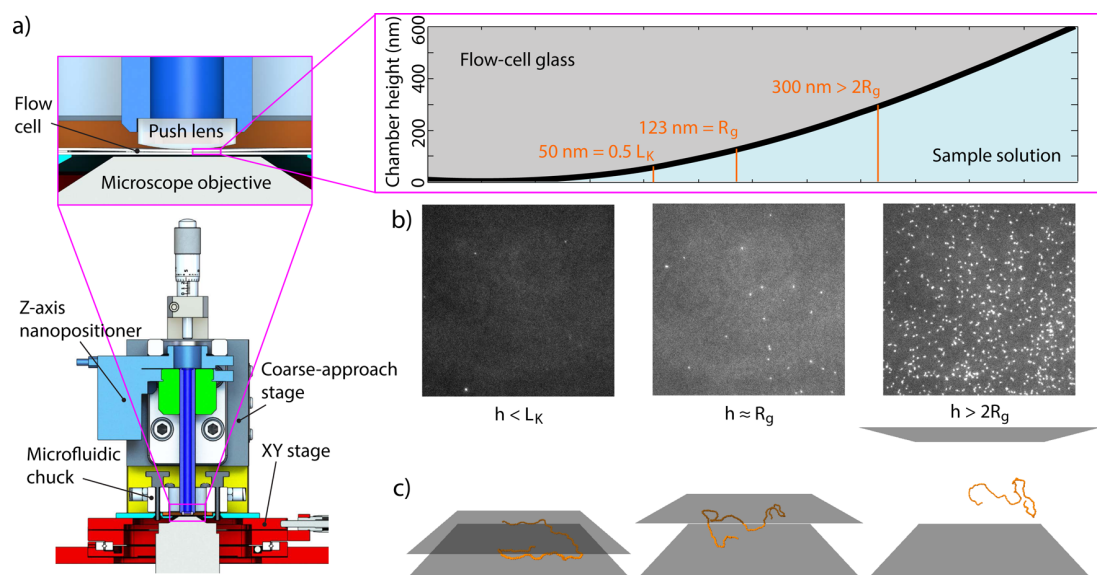 a)
Flow
cell
Push lens
Microscope objective
Z-axis
nanopositioner
Coarse-approach
stage
Microfluidic
chuck
XY stage
Chamber height (nm)
600
400
200
0
Flow-cell glass
300 nm > 2Rg
123 nm = Rg
50 nm = 0.5 LK
Sample solution
b)
h < LK
h ≈ Rg
h > 2Rg
c)